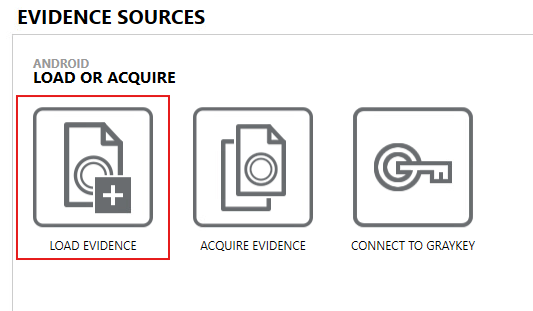 EVIDENCE SOURCES
ANDROID
LOAD OR ACQUIRE
LOAD EVIDENCE
ACQUIRE EVIDENCE
CONNECT TO GRAYKEY